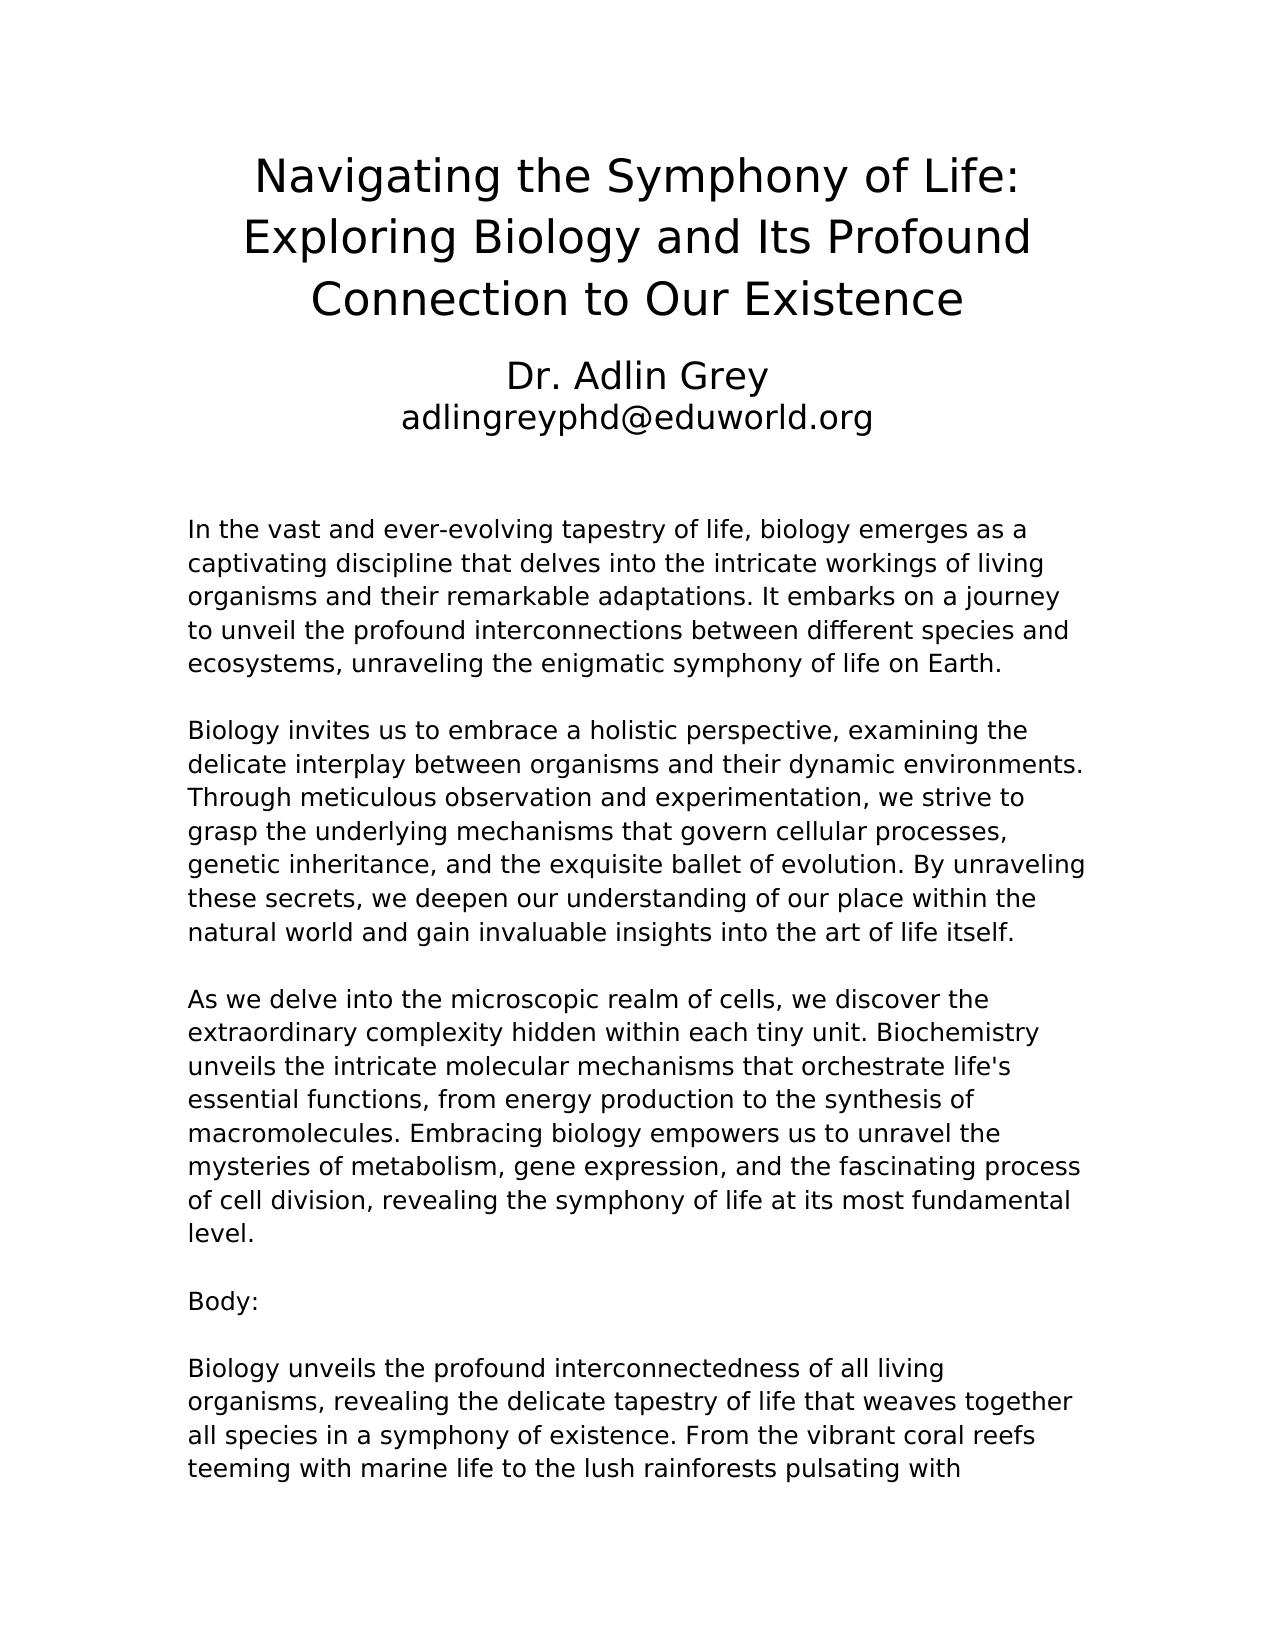 Navigating the Symphony of Life:
Exploring Biology and Its Profound
Connection to Our Existence
Dr. Adlin Grey
adlingreyphd@eduworld.org
In the vast and ever-evolving tapestry of life, biology emerges as a
captivating discipline that delves into the intricate workings of living
organisms and their remarkable adaptations. It embarks on a journey
to unveil the profound interconnections between different species and
ecosystems, unraveling the enigmatic symphony of life on Earth.
Biology invites us to embrace a holistic perspective, examining the
delicate interplay between organisms and their dynamic environments.
Through meticulous observation and experimentation, we strive to
grasp the underlying mechanisms that govern cellular processes,
genetic inheritance, and the exquisite ballet of evolution. By unraveling
these secrets, we deepen our understanding of our place within the
natural world and gain invaluable insights into the art of life itself.
As we delve into the microscopic realm of cells, we discover the
extraordinary complexity hidden within each tiny unit. Biochemistry
unveils the intricate molecular mechanisms that orchestrate life's
essential functions, from energy production to the synthesis of
macromolecules. Embracing biology empowers us to unravel the
mysteries of metabolism, gene expression, and the fascinating process
of cell division, revealing the symphony of life at its most fundamental
level.
Body:
Biology unveils the profound interconnectedness of all living
organisms, revealing the delicate tapestry of life that weaves together
all species in a symphony of existence. From the vibrant coral reefs
teeming with marine life to the lush rainforests pulsating with